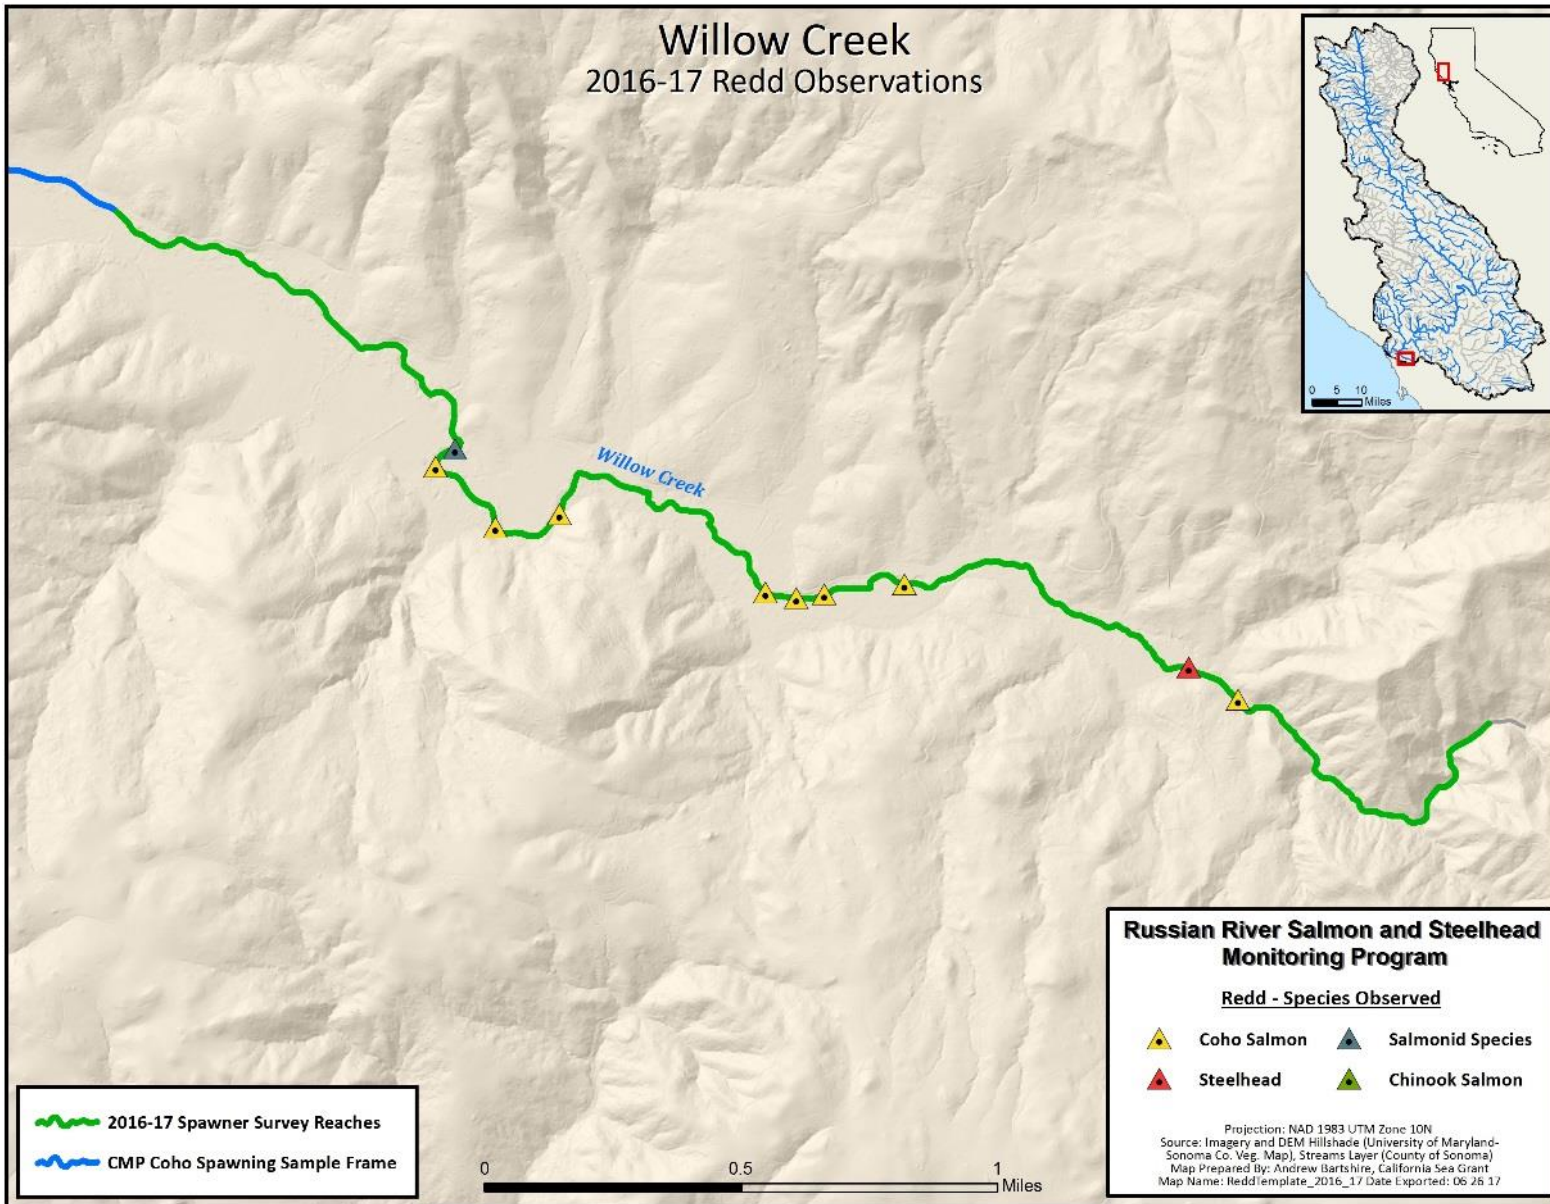 Willow Creek
2016-17 Redd Observations
0 5 10
Miles
Willow Creek
Russian River Salmon and Steelhead
Monitoring Program
Redd - Species Observed
Coho Salmon
Salmonid Species
Steelhead
Chinook Salmon
Projection: NAD 1983 UTM Zone 10N
Source: Imagery and DEM Hillshade (University of Maryland-
Sonoma Co. Veg. Map), Streams Layer (County of Sonoma)
Map Prepared By: Andrew Bartshire, California Sea Grant
Map Name: ReddTemplate_2016_17 Date Exported: 06 26 17
2016-17 Spawner Survey Reaches
CMP Coho Spawning Sample Frame
0 0.5 1
Miles